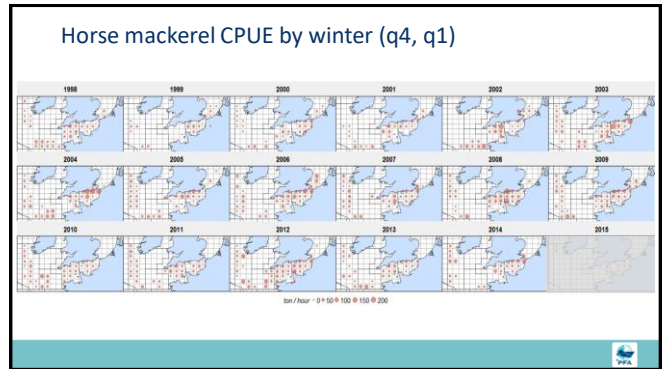 Horse mackerel CPUE by winter (q4, q1)
1998 1999 2000 2001 2002 2003
2004 2005 2006 2007 2008 2009
2010 2011 2012 2013 2014 2015
ton / hour 0 50 100 150 200
PFA